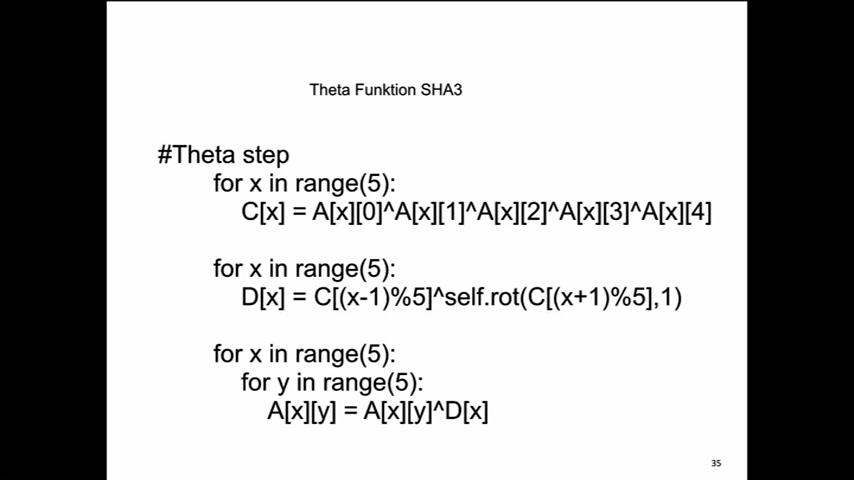 Theta Funktion SHA3
#Theta step
for x in range(5):
C[x] = A[x][0]^A[x][1]^A[x][2]^A[x][3]^A[x][4]
for x in range(5):
D[x] = C[(x-1)%5]^self.rot(C[(x+1)%5],1)
for x in range(5):
for y in range(5):
A[x][y] = A[x][y]^D[x]
35